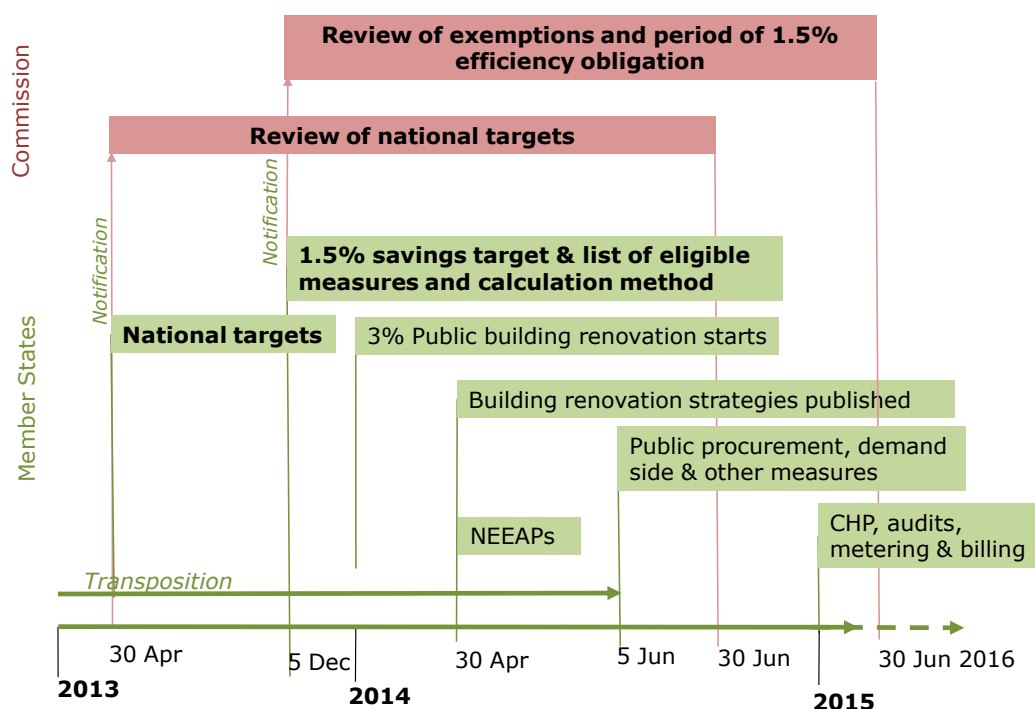 Commission
Review of exemptions and period of 1.5%
efficiency obligation
Review of national targets
Notification
Notification
Member States
1.5% savings target & list of eligible
measures and calculation method
National targets
3% Public building renovation starts
Building renovation strategies published
Public procurement, demand
side & other measures
NEEAPs
CHP, audits,
metering & billing
Transposition
30 Apr
5 Dec
30 Apr
5 Jun
30 Jun
30 Jun 2016
2013
2014
2015